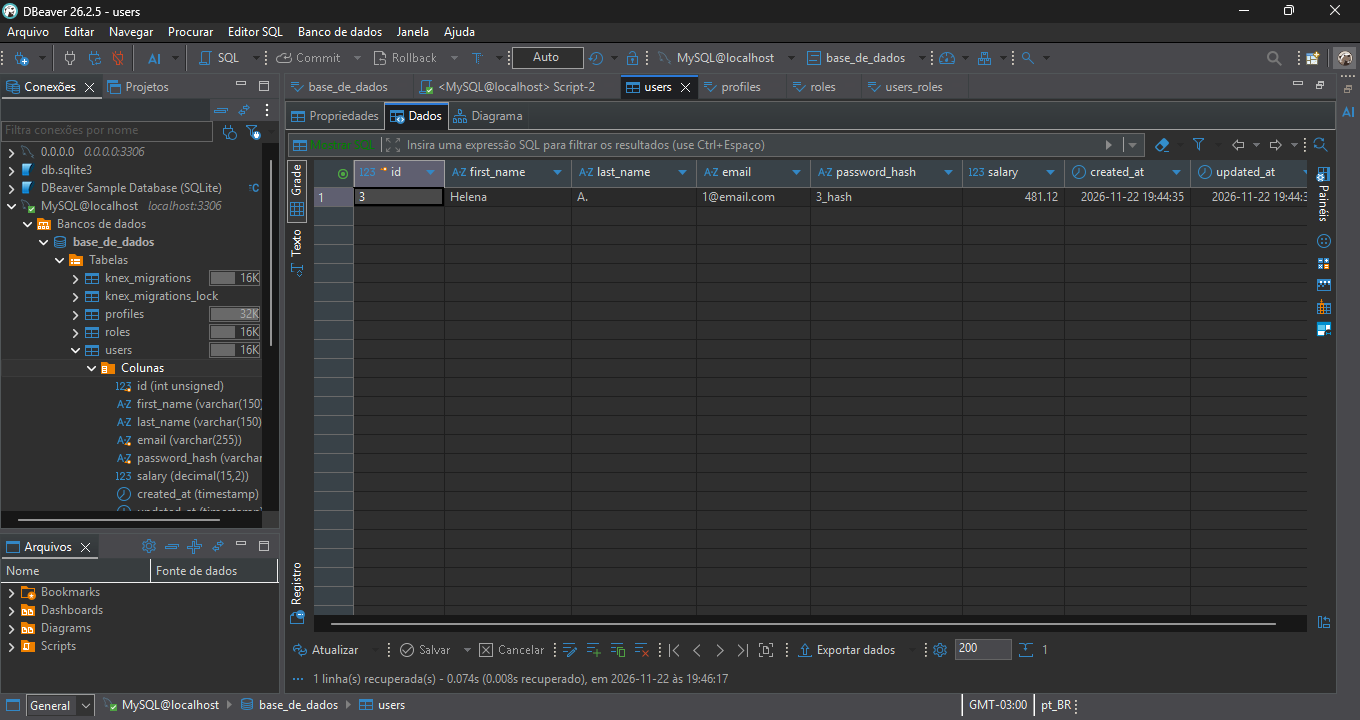 DBeaver 26.2.5 - users
Arquivo Editar Navegar Procurar Editor SQL Banco de dados Janela Ajuda
AI SQL Commit Rollback T Auto MySQL@localhost base_de_dados
Conexões Projetos
base_de_dados <MySQL@localhost> Script-2 users profiles roles users_roles
AI
Propriedades Dados Diagrama
Filtra conexões por nome
Mostrar SQL Insira uma expressão SQL para filtrar os resultados (use Ctrl+Espaço)
0.0.0.0 0.0.0.0:3306
db.sqlite3
DBeaver Sample Database (SQLite)
MySQL@localhost localhost:3306
Bancos de dados
base_de_dados
Tabelas
knex_migrations 16K
knex_migrations_lock
profiles 32K
roles 16K
users 16K
Colunas
123 id (int unsigned)
A-Z first_name (varchar(150)
A-Z last_name (varchar(150)
A-Z email (varchar(255))
A-Z password_hash (varchar
123 salary (decimal(15,2))
created_at (timestamp)
updated_at (timestamp)
Grade
Texto
Registro
123 id A-Z first_name A-Z last_name A-Z email A-Z password_hash 123 salary created_at updated_at
1 3 Helena A. 1@email.com 3_hash 481.12 2026-11-22 19:44:35 2026-11-22 19:44:3
Painéis
Arquivos
Nome Fonte de dados
Bookmarks
Dashboards
Diagrams
Scripts
Atualizar Salvar Cancelar Exportar dados 200 1
1 linha(s) recuperada(s) - 0.074s (0.008s recuperado), em 2026-11-22 às 19:46:17
General MySQL@localhost base_de_dados users GMT-03:00 pt_BR